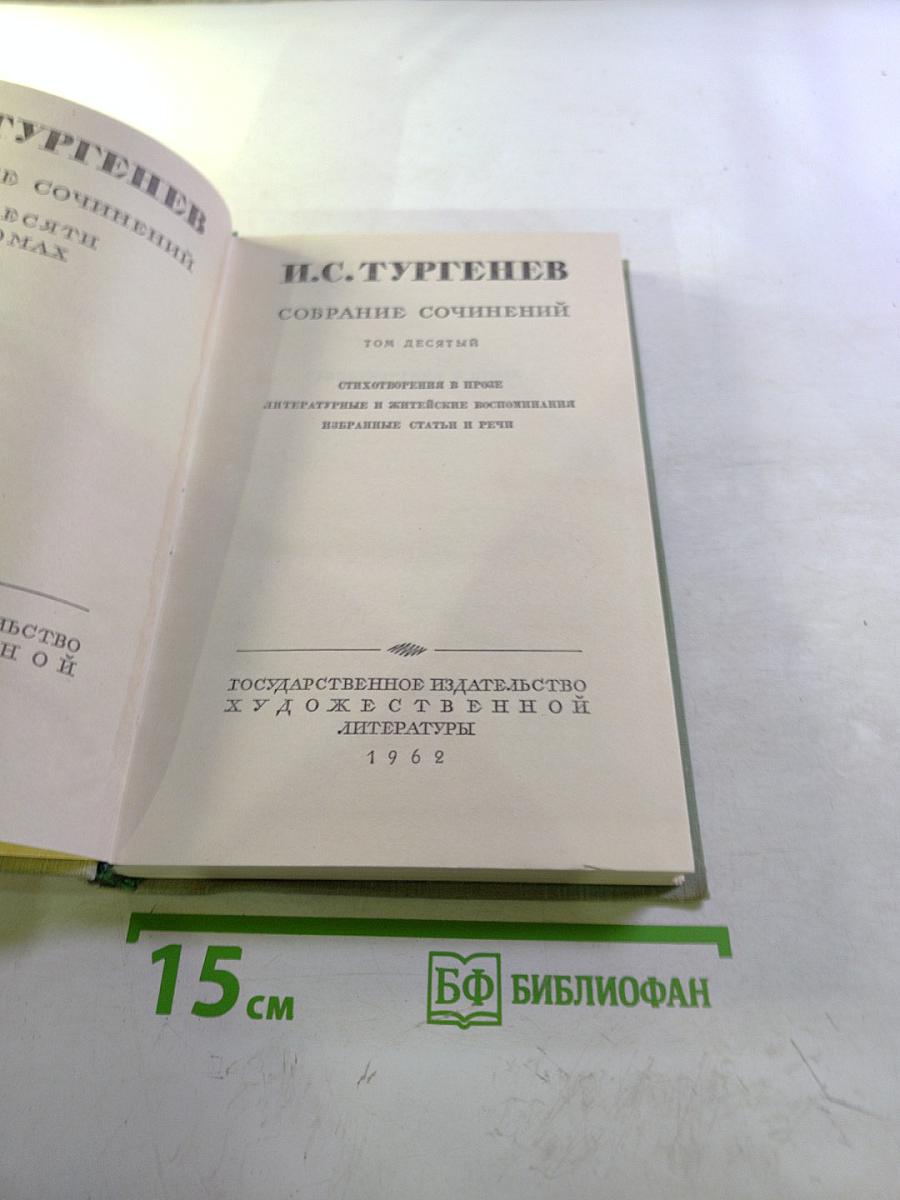 ТУРГЕНЕВ
СОЧИНЕНИЙ
И.С. ТУРГЕНЕВ
СОБРАНИЕ СОЧИНЕНИЙ
ТОМ ДЕСЯТЫЙ
СТИХОТВОРЕНИЯ В ПРОЗЕ
ЛИТЕРАТУРНЫЕ И ЖИТЕЙСКИЕ ВОСПОМИНАНИЯ
ИЗБРАННЫЕ СТАТЬИ И РЕЧИ
ГОСУДАРСТВЕННОЕ ИЗДАТЕЛЬСТВО
ХУДОЖЕСТВЕННОЙ
ЛИТЕРАТУРЫ
1962
15 см
БФ БИБЛИОФАН